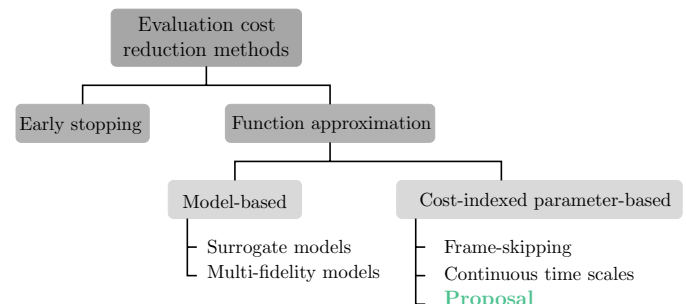 Evaluation cost
reduction methods
Early stopping
Function approximation
Model-based
Cost-indexed parameter-based
Surrogate models
Multi-fidelity models
Frame-skipping
Continuous time scales
Proposal